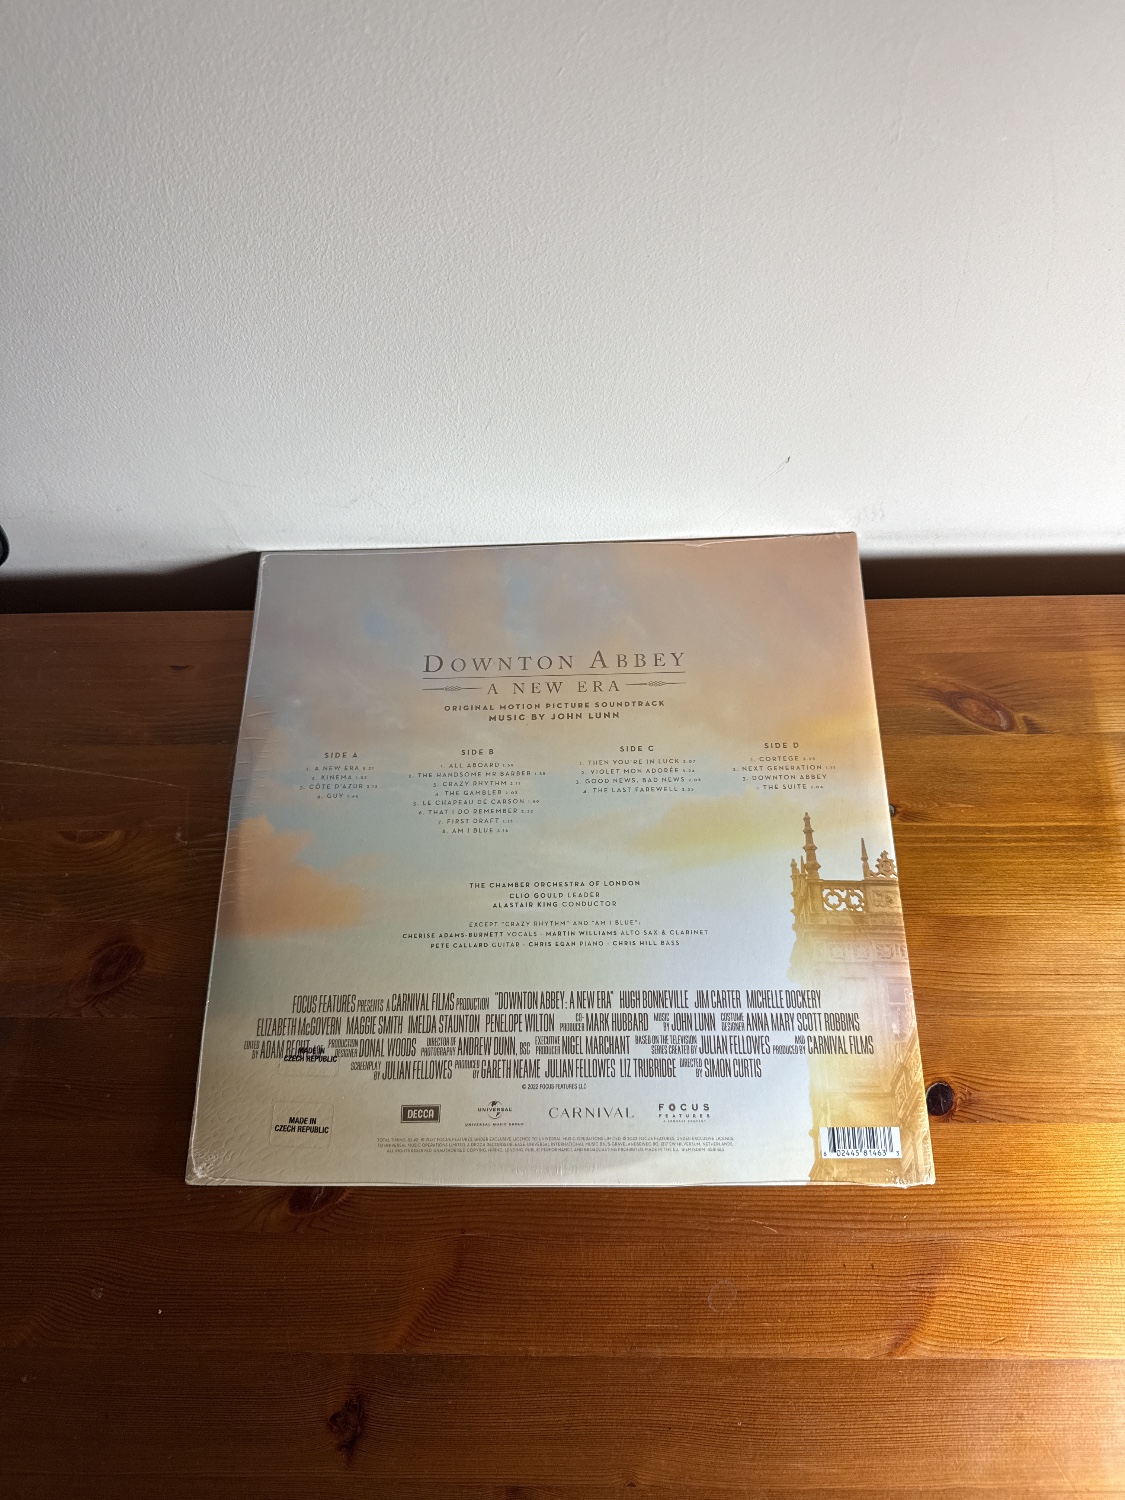 DOWNTON ABBEY
A NEW ERA
ORIGINAL MOTION PICTURE SOUNDTRACK
MUSIC BY JOHN LUNN
SIDE A
1. A NEW ERA
2. KINEMA
3. CÔTE D'AZUR
4. GUY
SIDE B
1. ALL ABOARD
2. THE HANDSOME MR BARBER
3. CRAZY RHYTHM
4. THE GAMBLER
5. LE CHAPEAU DE CARSON
6. THAT I DO REMEMBER
7. FIRST DRAFT
8. AM I BLUE
SIDE C
1. THEN YOU'RE IN LUCK
2. VIOLET MON ADORÉE
3. GOOD NEWS, BAD NEWS
4. THE LAST FAREWELL
SIDE D
1. CORTEGE
2. NEXT GENERATION
3. DOWNTON ABBEY
- THE SUITE
THE CHAMBER ORCHESTRA OF LONDON
CLIO GOULD LEADER
ALASTAIR KING CONDUCTOR
EXCEPT "CRAZY RHYTHM" AND "AM I BLUE":
CHERISE ADAMS-BURNETT VOCALS · MARTIN WILLIAMS ALTO SAX & CLARINET
PETE CALLARD GUITAR · CHRIS EGAN PIANO · CHRIS HILL BASS
FOCUS FEATURES PRESENTS A CARNIVAL FILMS PRODUCTION "DOWNTON ABBEY: A NEW ERA" HUGH BONNEVILLE JIM CARTER MICHELLE DOCKERY
ELIZABETH McGOVERN MAGGIE SMITH IMELDA STAUNTON PENELOPE WILTON CO-PRODUCER MARK HUBBARD MUSIC BY JOHN LUNN COSTUME DESIGNER ANNA MARY SCOTT ROBBINS
EDITED BY ADAM PRODUCTION DESIGNER DONAL WOODS DIRECTOR OF PHOTOGRAPHY ANDREW DUNN, BSC EXECUTIVE PRODUCER NIGEL MARCHANT BASED ON THE TELEVISION SERIES CREATED BY JULIAN FELLOWES AND PRODUCED BY CARNIVAL FILMS
MADE IN
CZECH REPUBLIC
SCREENPLAY BY JULIAN FELLOWES PRODUCED BY GARETH NEAME JULIAN FELLOWES LIZ TRUBRIDGE DIRECTED BY SIMON CURTIS
© 2022 FOCUS FEATURES LLC
MADE IN
CZECH REPUBLIC
DECCA
UNIVERSAL
UNIVERSAL MUSIC GROUP
CARNIVAL
FOCUS
FEATURES
6 02445 81463 3